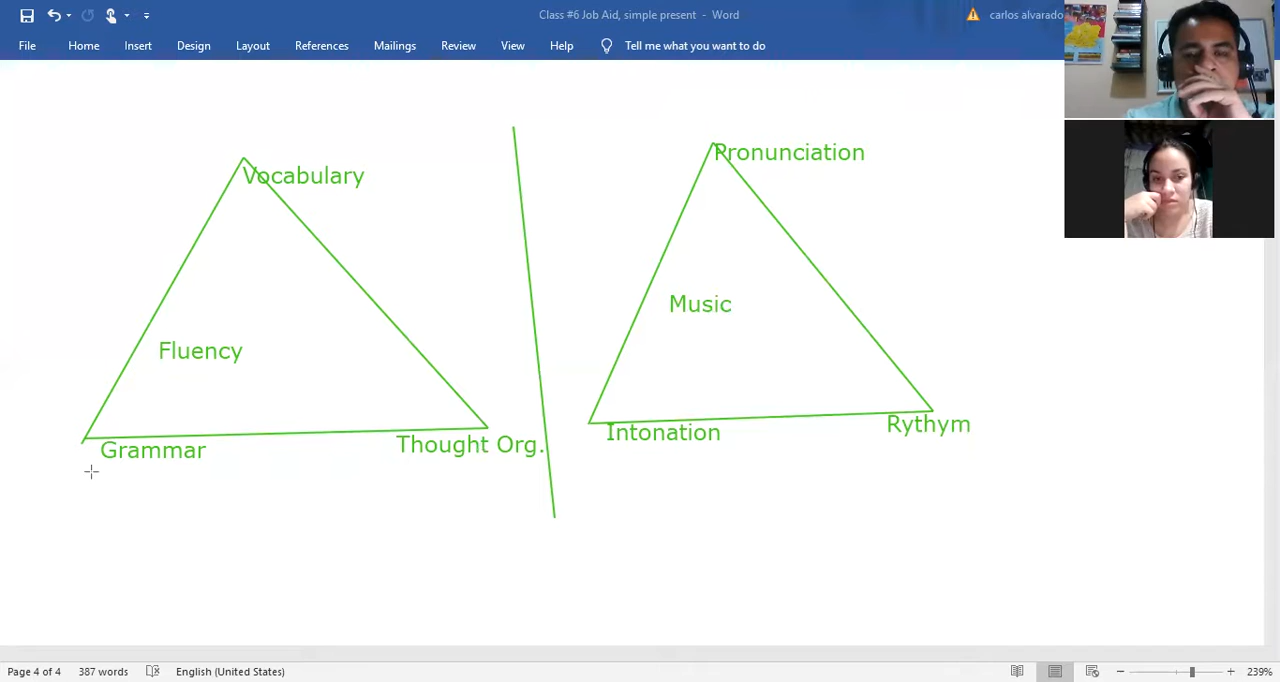 Class #6 Job Aid, simple present - Word
carlos alvarado
File Home Insert Design Layout References Mailings Review View Help Tell me what you want to do
Vocabulary
Fluency
Grammar
Thought Org.
Pronunciation
Music
Intonation
Rythym
Page 4 of 4 387 words English (United States) 239%